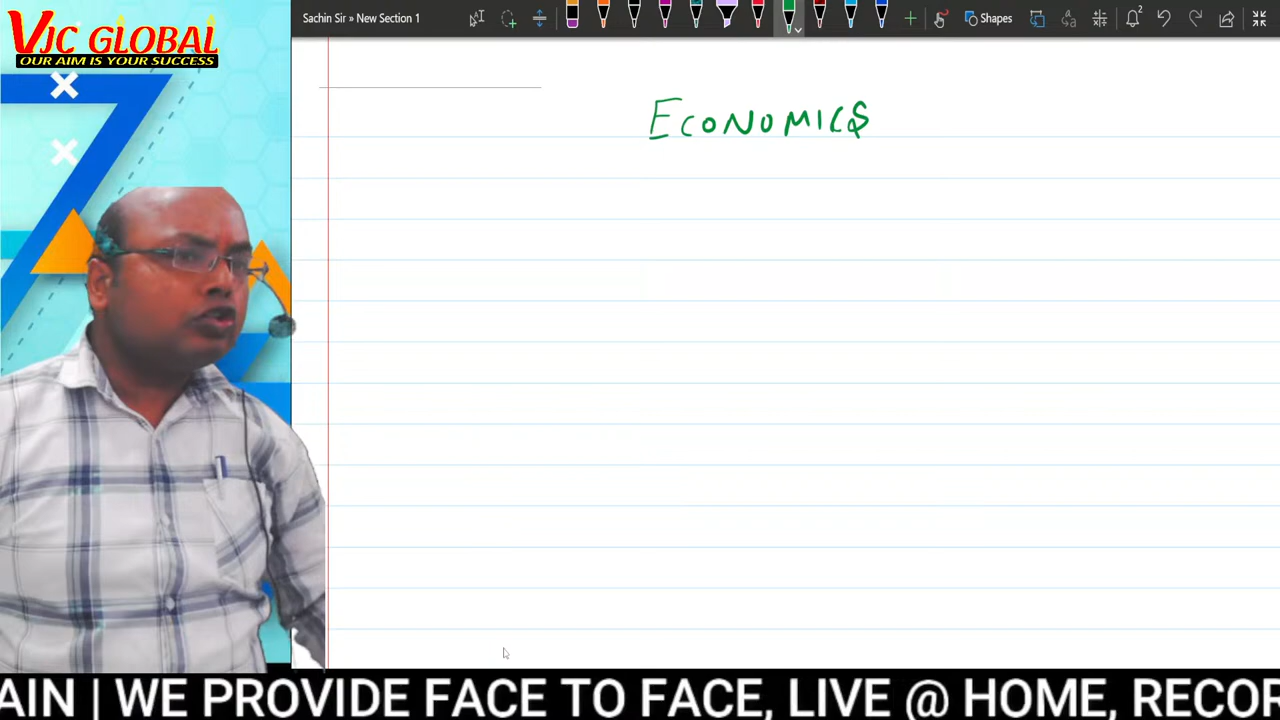 VJC GLOBAL
OUR AIM IS YOUR SUCCESS
Sachin Sir » New Section 1
Shapes
2
ECONOMICS
AIN | WE PROVIDE FACE TO FACE, LIVE @ HOME, RECOR